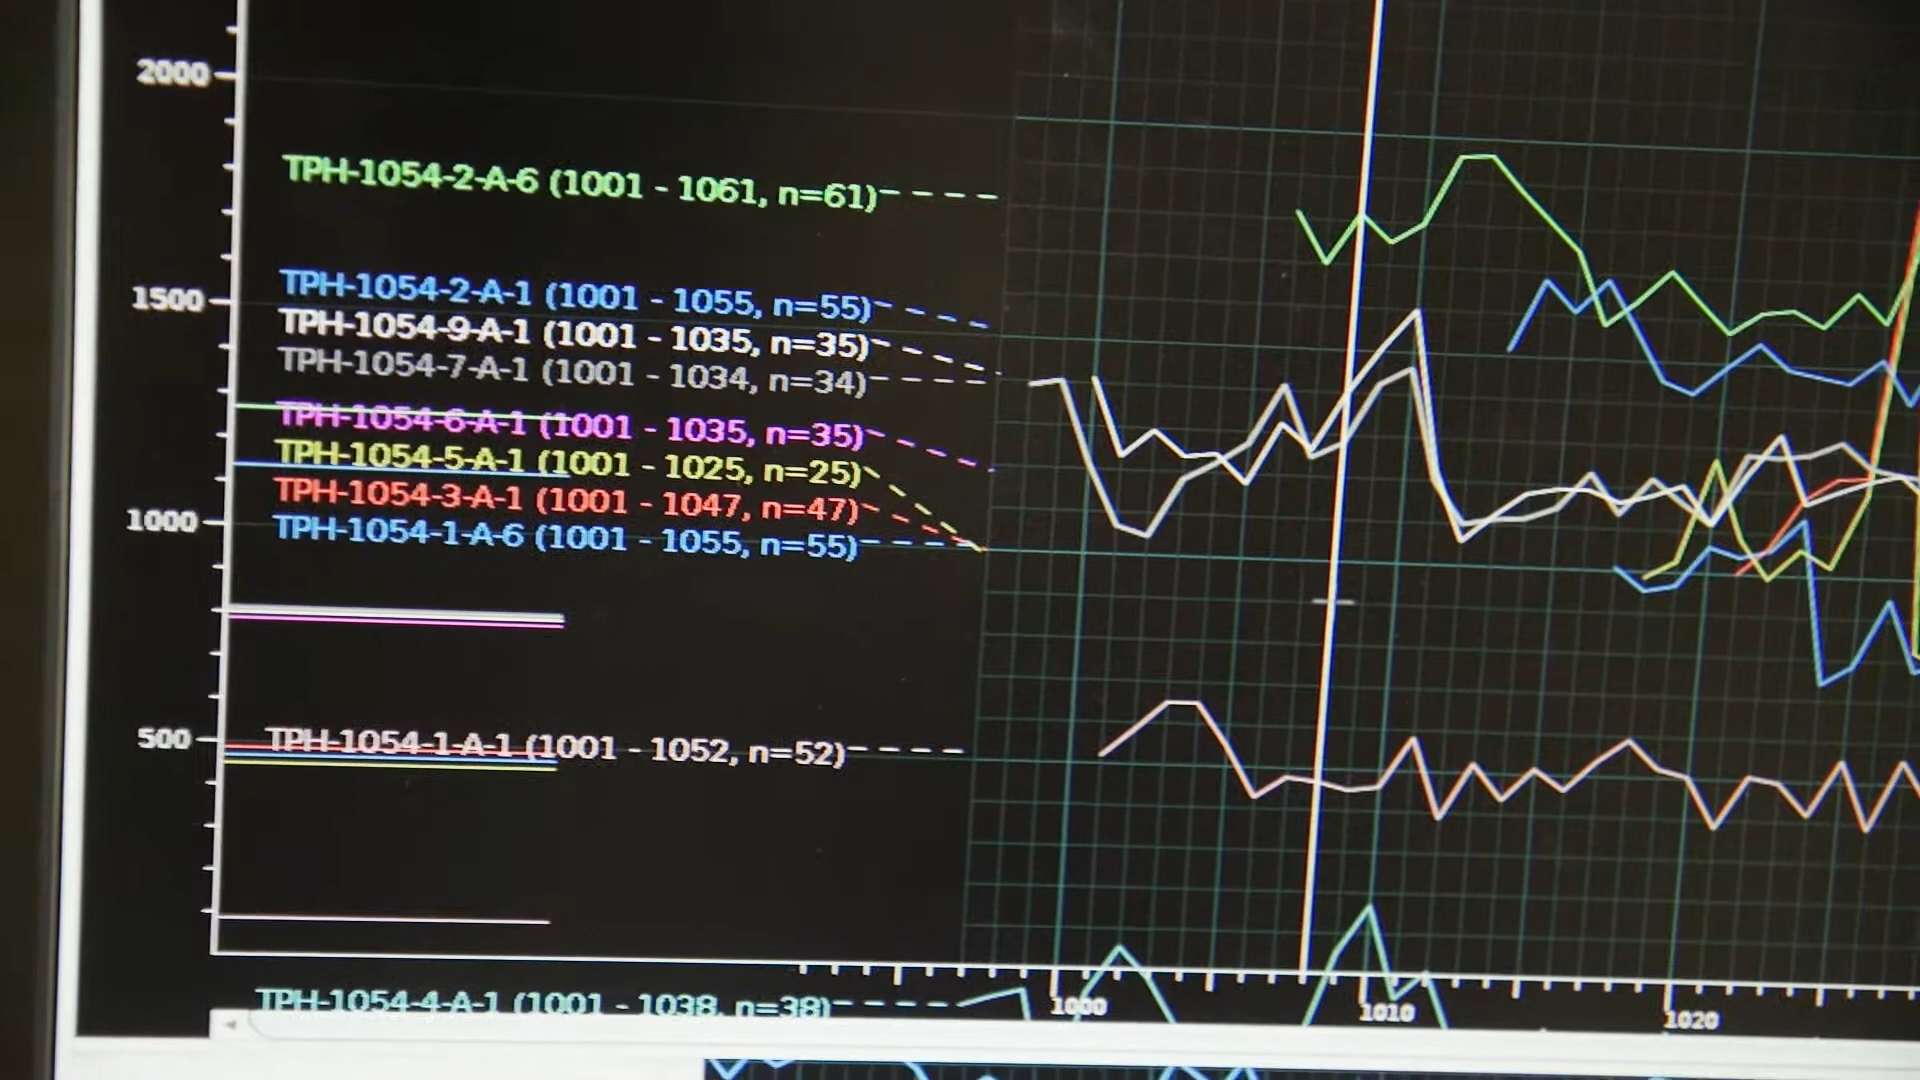 2000
TPH-1054-2-A-6 (1001 - 1061, n=61)
1500
TPH-1054-2-A-1 (1001 - 1055, n=55)
TPH-1054-9-A-1 (1001 - 1035, n=35)
TPH-1054-7-A-1 (1001 - 1034, n=34)
TPH-1054-6-A-1 (1001 - 1035, n=35)
TPH-1054-5-A-1 (1001 - 1025, n=25)
TPH-1054-3-A-1 (1001 - 1047, n=47)
1000
TPH-1054-1-A-6 (1001 - 1055, n=55)
500
TPH-1054-1-A-1 (1001 - 1052, n=52)
TPH-1054-4-A-1 (1001 - 1038, n=38)
1000
1010
1020